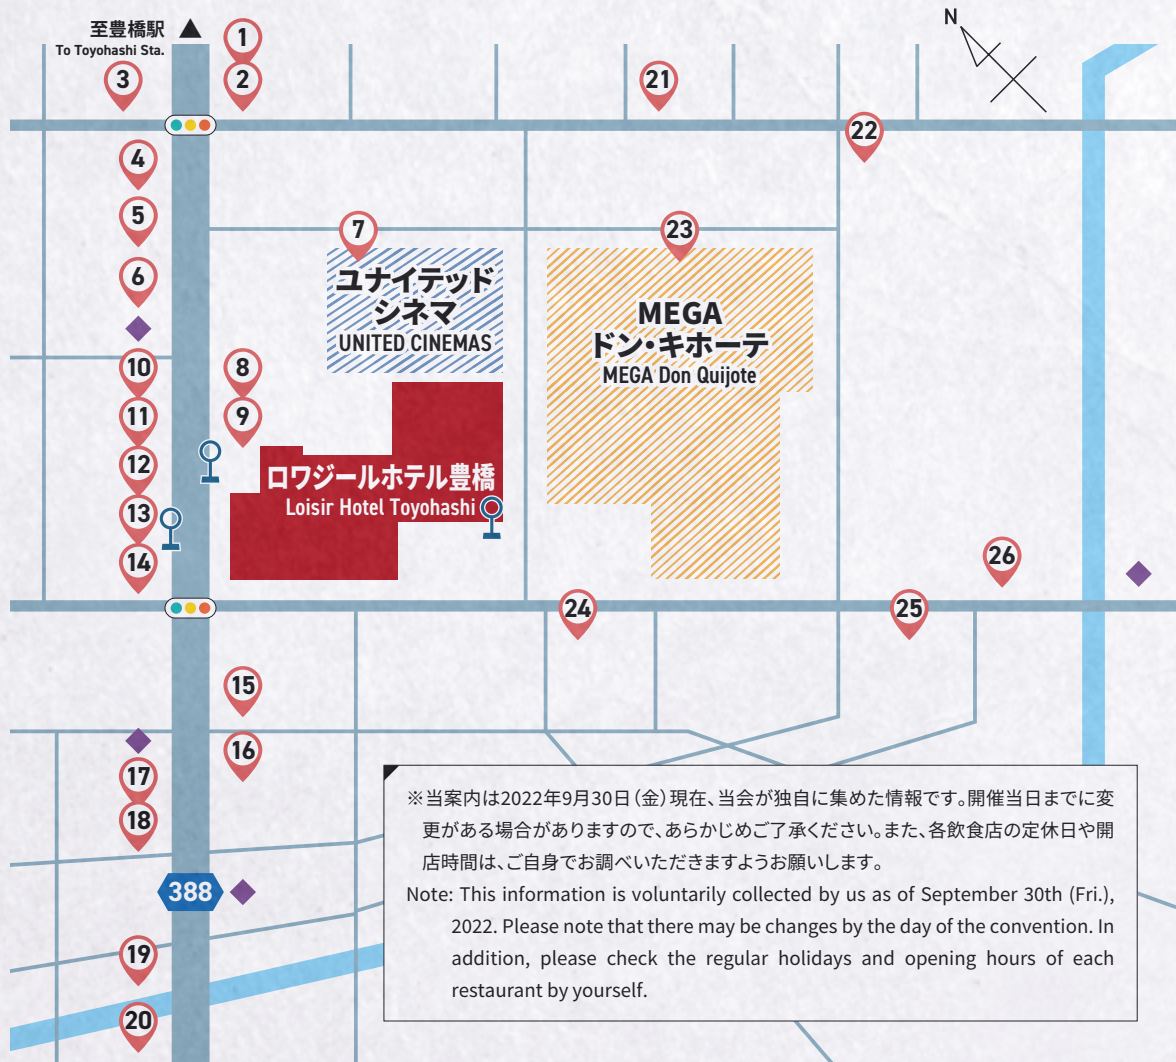 至豊橋駅
To Toyohashi Sta.
N
1
2
3
21
22
4
5
6
7
23
ユナイテッド
シネマ
UNITED CINEMAS
MEGA
ドン・キホーテ
MEGA Don Quijote
10
8
11
9
12
13
14
ロワジールホテル豊橋
Loisir Hotel Toyohashi
26
24
25
15
16
17
18
388
19
20
※当案内は2022年9月30日(金)現在、当会が独自に集めた情報です。開催当日までに変
更がある場合がありますので、あらかじめご了承ください。また、各飲食店の定休日や開
店時間は、ご自身でお調べいただきますようお願いします。
Note: This information is voluntarily collected by us as of September 30th (Fri.),
2022. Please note that there may be changes by the day of the convention. In
addition, please check the regular holidays and opening hours of each
restaurant by yourself.